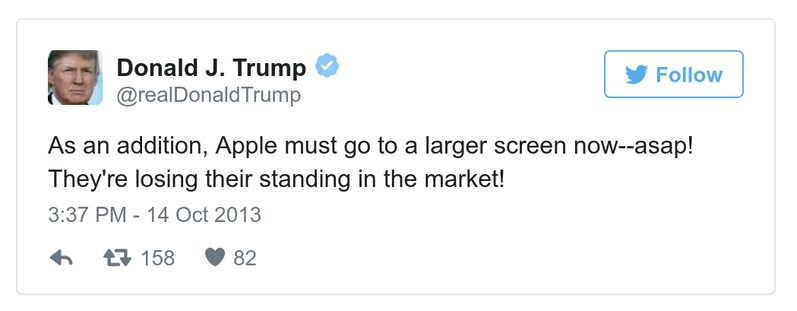 Donald J. Trump
@realDonaldTrump
Follow
As an addition, Apple must go to a larger screen now--asap!
They're losing their standing in the market!
3:37 PM - 14 Oct 2013
158 82